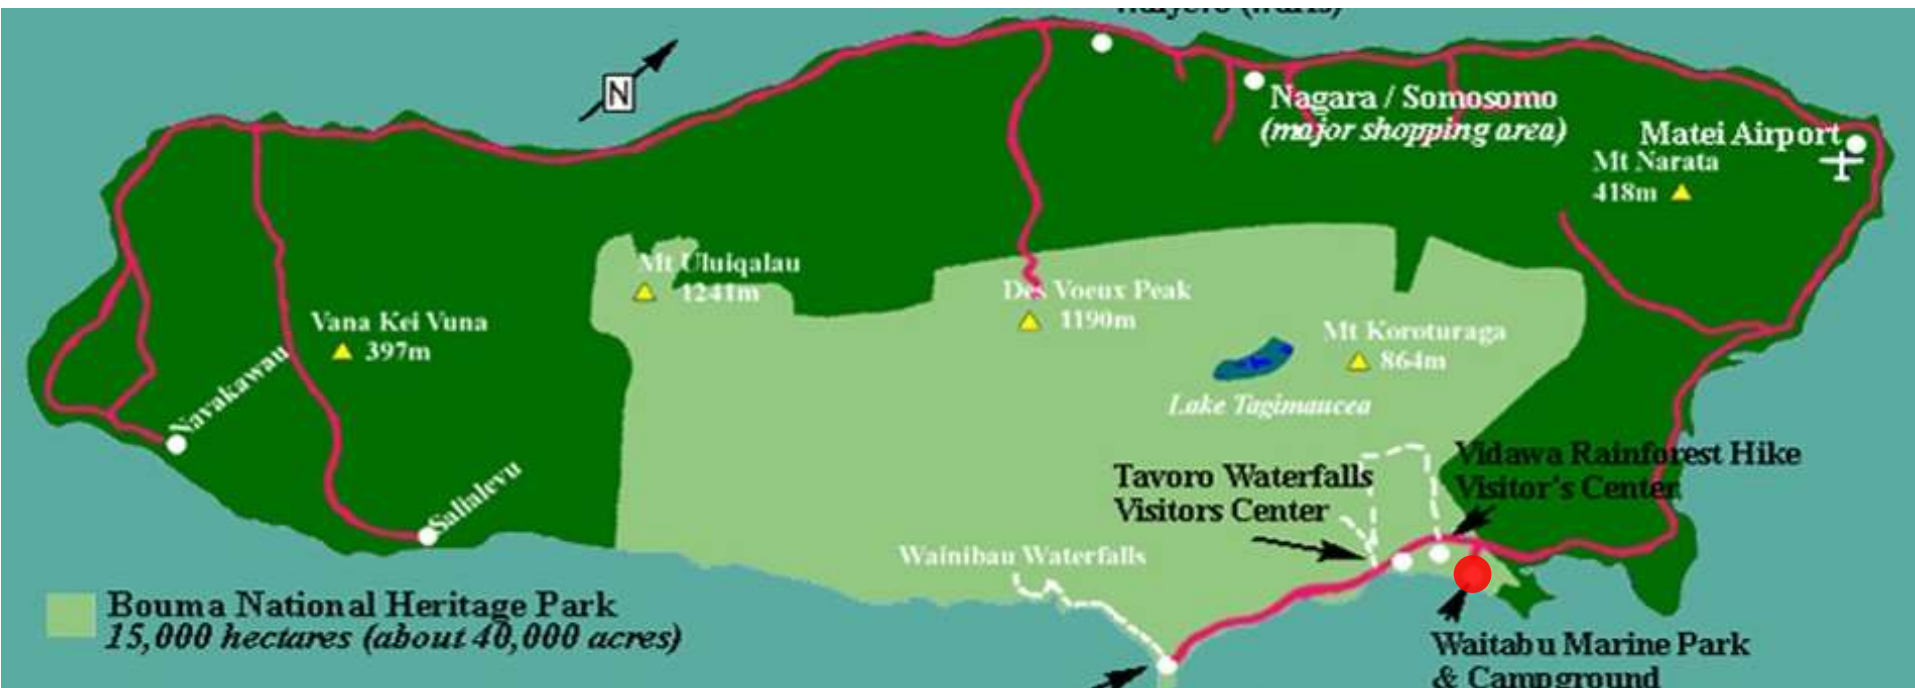 N
Nagara / Somosomo
(major shopping area)
Matei Airport
Mt Narata
418m
Mt Uluiqalau
1241m
Des Voeux Peak
1190m
Vana Kei Vuna
397m
Mt Koroturaga
864m
Lake Tagimaucea
Navakawau
Salialevu
Vidawa Rainforest Hike
Visitor's Center
Tavoro Waterfalls
Visitors Center
Wainibau Waterfalls
Bouma National Heritage Park
15,000 hectares (about 40,000 acres)
Waitabu Marine Park
& Campground